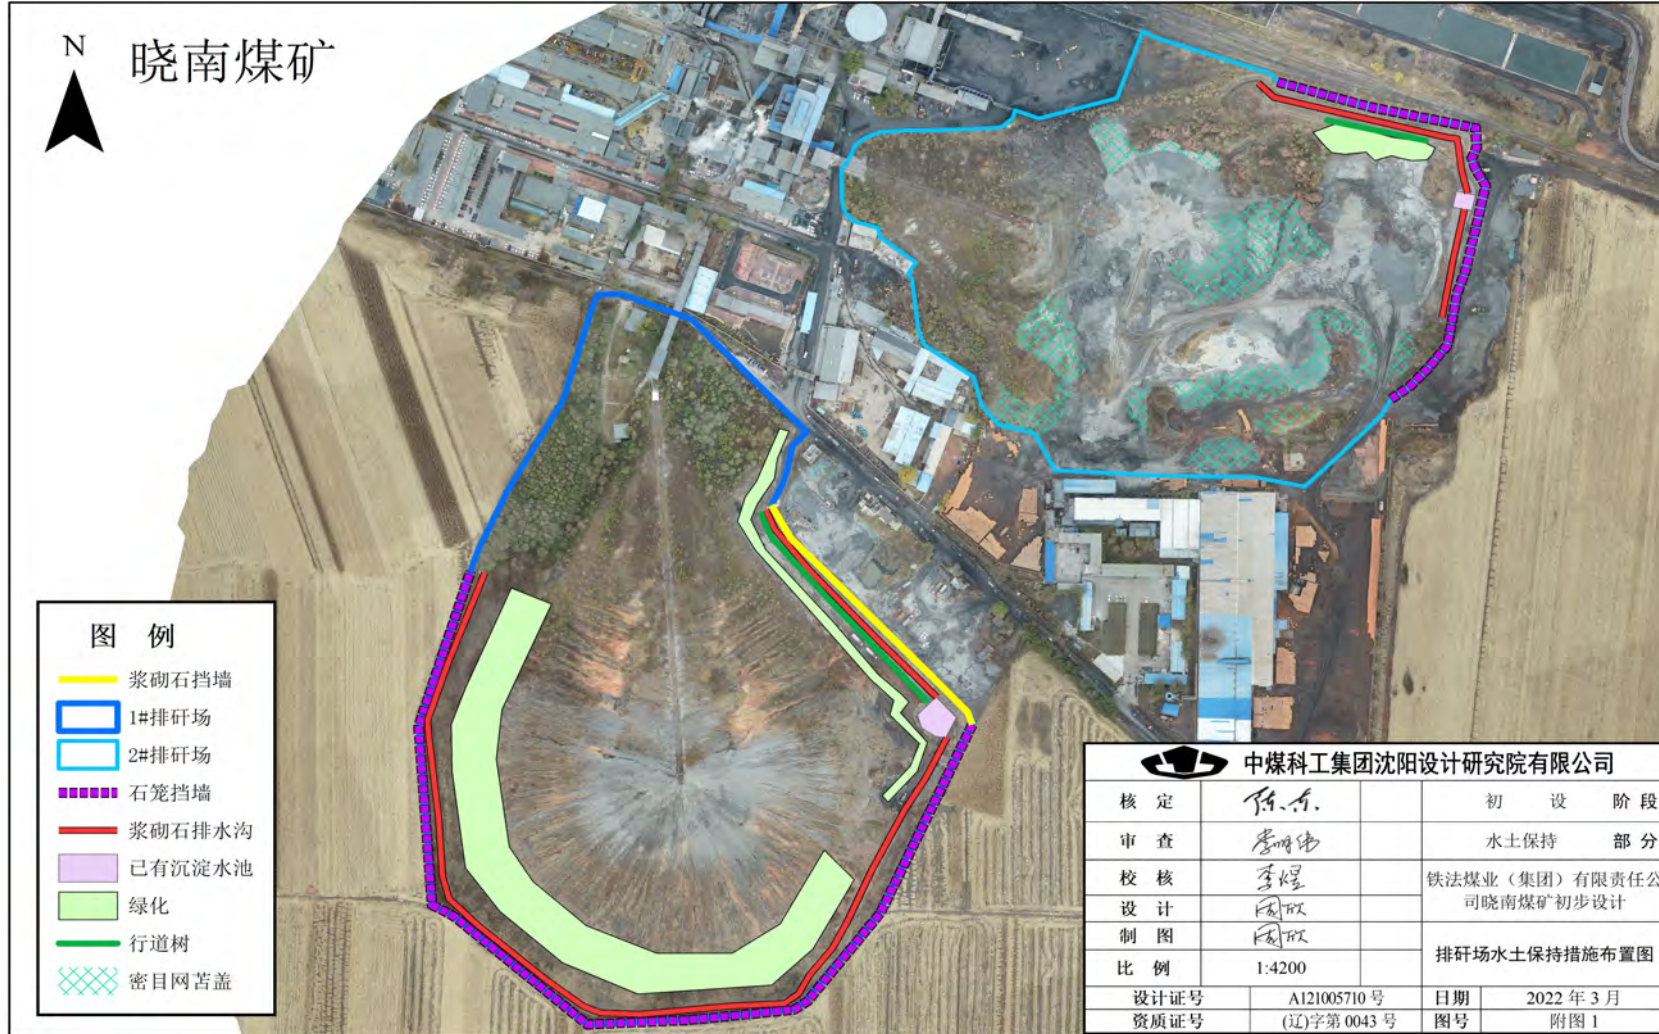 N
晓南煤矿
图 例
浆砌石挡墙
1#排矸场
2#排矸场
石笼挡墙
浆砌石排水沟
已有沉淀水池
绿化
行道树
密目网苫盖
中煤科工集团沈阳设计研究院有限公司
核 定 初 设 阶 段
审 查 水土保持 部 分
校 核 李煜 铁法煤业（集团）有限责任公
司晓南煤矿初步设计
设 计
制 图
排矸场水土保持措施布置图
比 例 1:4200
设计证号 A121005710 号 日期 2022 年 3 月
资质证号 (辽)字第 0043 号 图号 附图 1